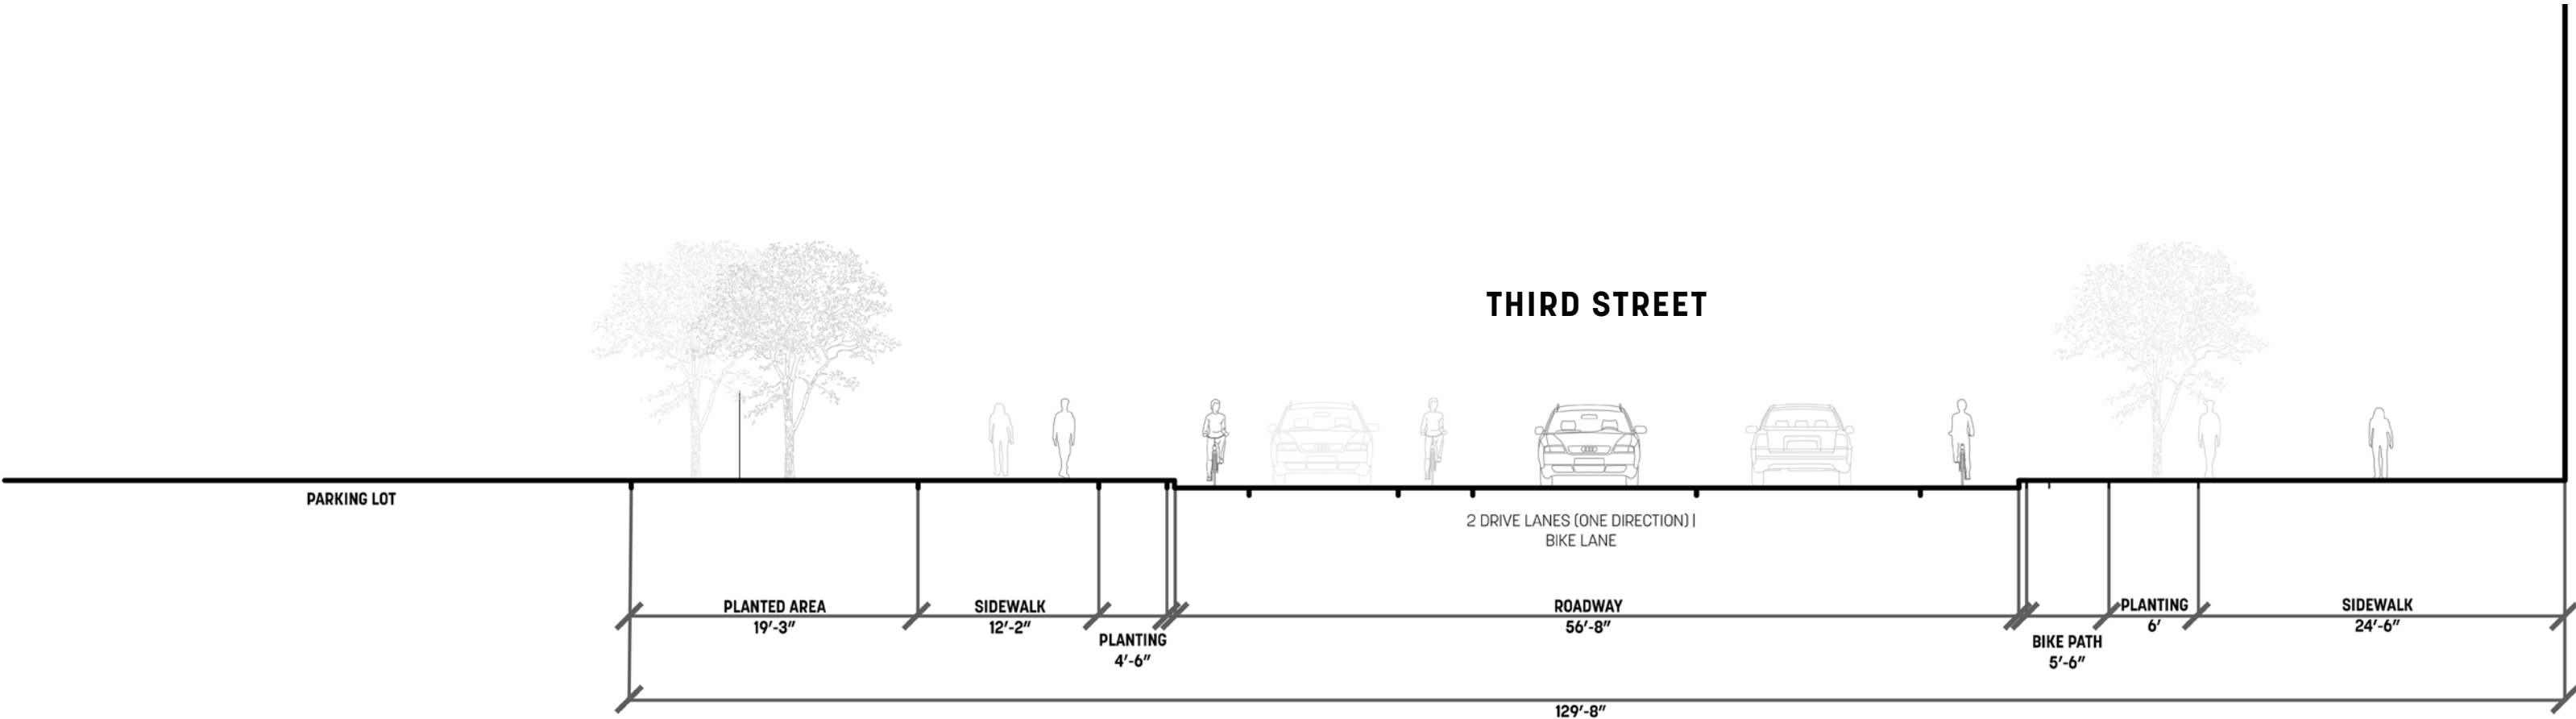 THIRD STREET
PARKING LOT
2 DRIVE LANES (ONE DIRECTION) |
BIKE LANE
PLANTED AREA
19'-3"
SIDEWALK
12'-2"
PLANTING
4'-6"
ROADWAY
56'-8"
BIKE PATH
5'-6"
PLANTING
6'
SIDEWALK
24'-6"
129'-8"